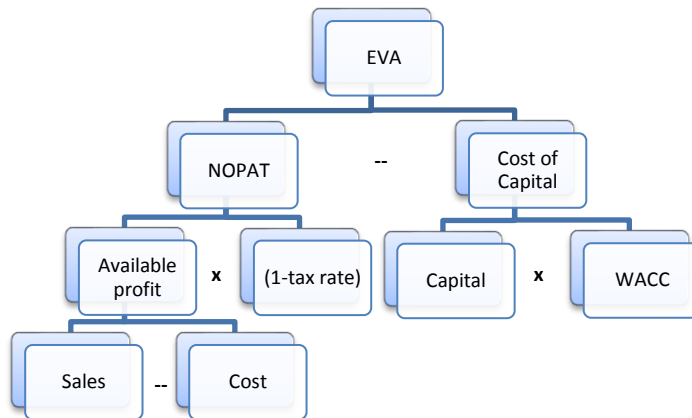 EVA
NOPAT
--
Cost of
Capital
Available
profit
x
(1-tax rate)
Capital
x
WACC
Sales
--
Cost